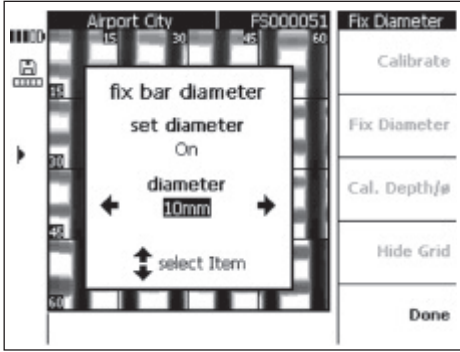 Airport City FS000051 Fix Diameter
15 30 45 60
Calibrate
15
fix bar diameter
set diameter
Fix Diameter
On
30
diameter
Cal. Depth/ø
10mm
45
Hide Grid
select Item
60
Done